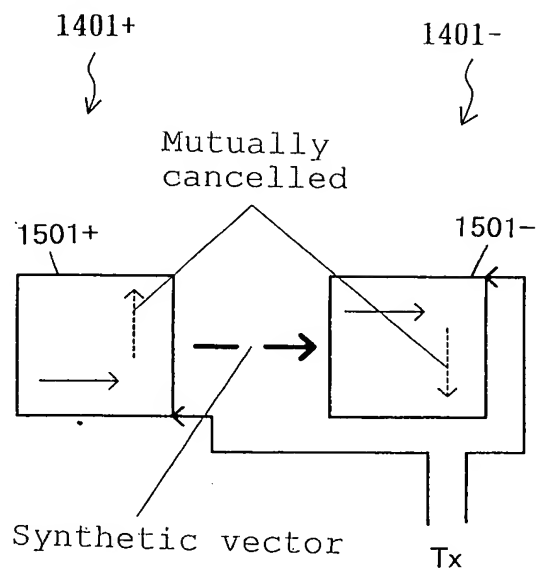 1401+
1401-
Mutually
cancelled
1501+
1501-
Synthetic vector
Tx